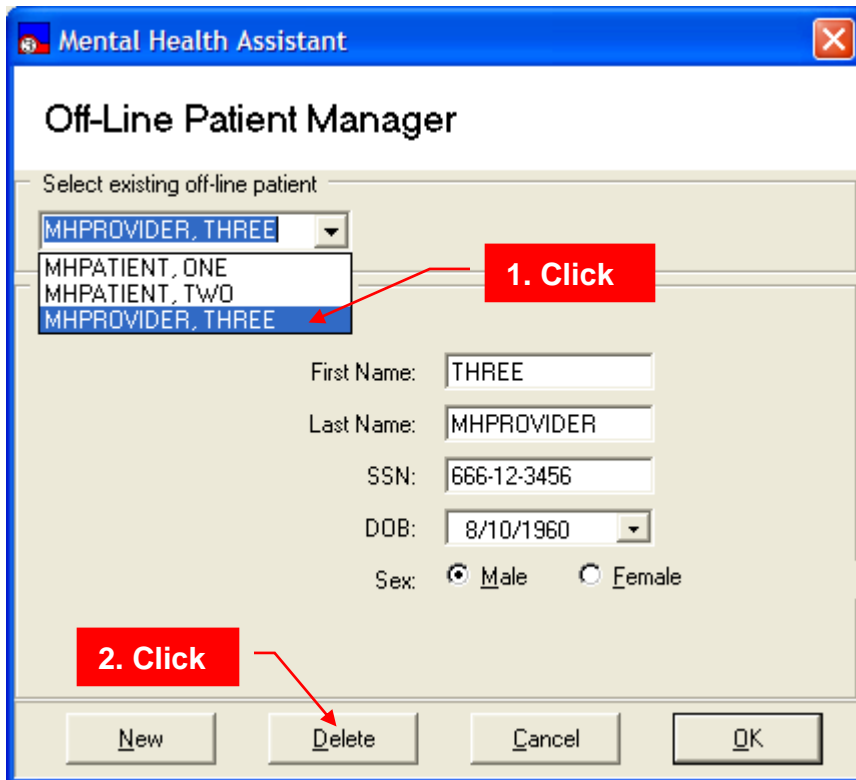 Mental Health Assistant
Off-Line Patient Manager
Select existing off-line patient
MHPROVIDER, THREE
MHPATIENT, ONE
MHPATIENT, TWO
MHPROVIDER, THREE
1. Click
First Name: THREE
Last Name: MHPROVIDER
SSN: 666-12-3456
DOB: 8/10/1960
Sex: Male Female
2. Click
New Delete Cancel OK